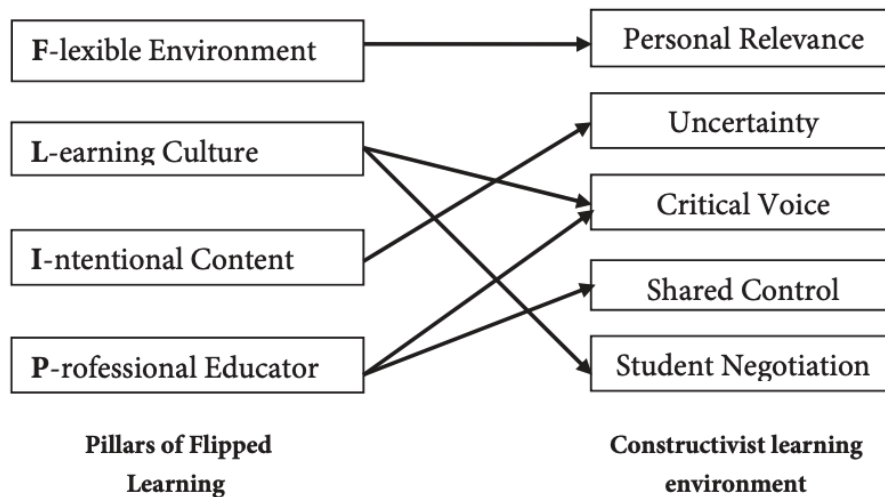 F-lexible Environment
L-earning Culture
I-ntentional Content
P-rofessional Educator
Pillars of Flipped
Learning
Personal Relevance
Uncertainty
Critical Voice
Shared Control
Student Negotiation
Constructivist learning
environment